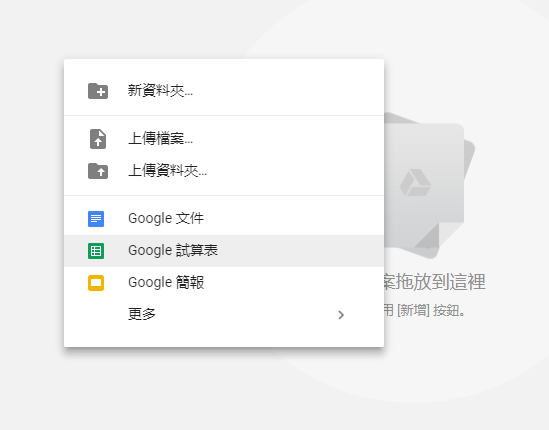 新資料夾...
上傳檔案...
上傳資料夾...
Google 文件
Google 試算表
Google 簡報
更多
案拖放到這裡
用 [新增] 按鈕。